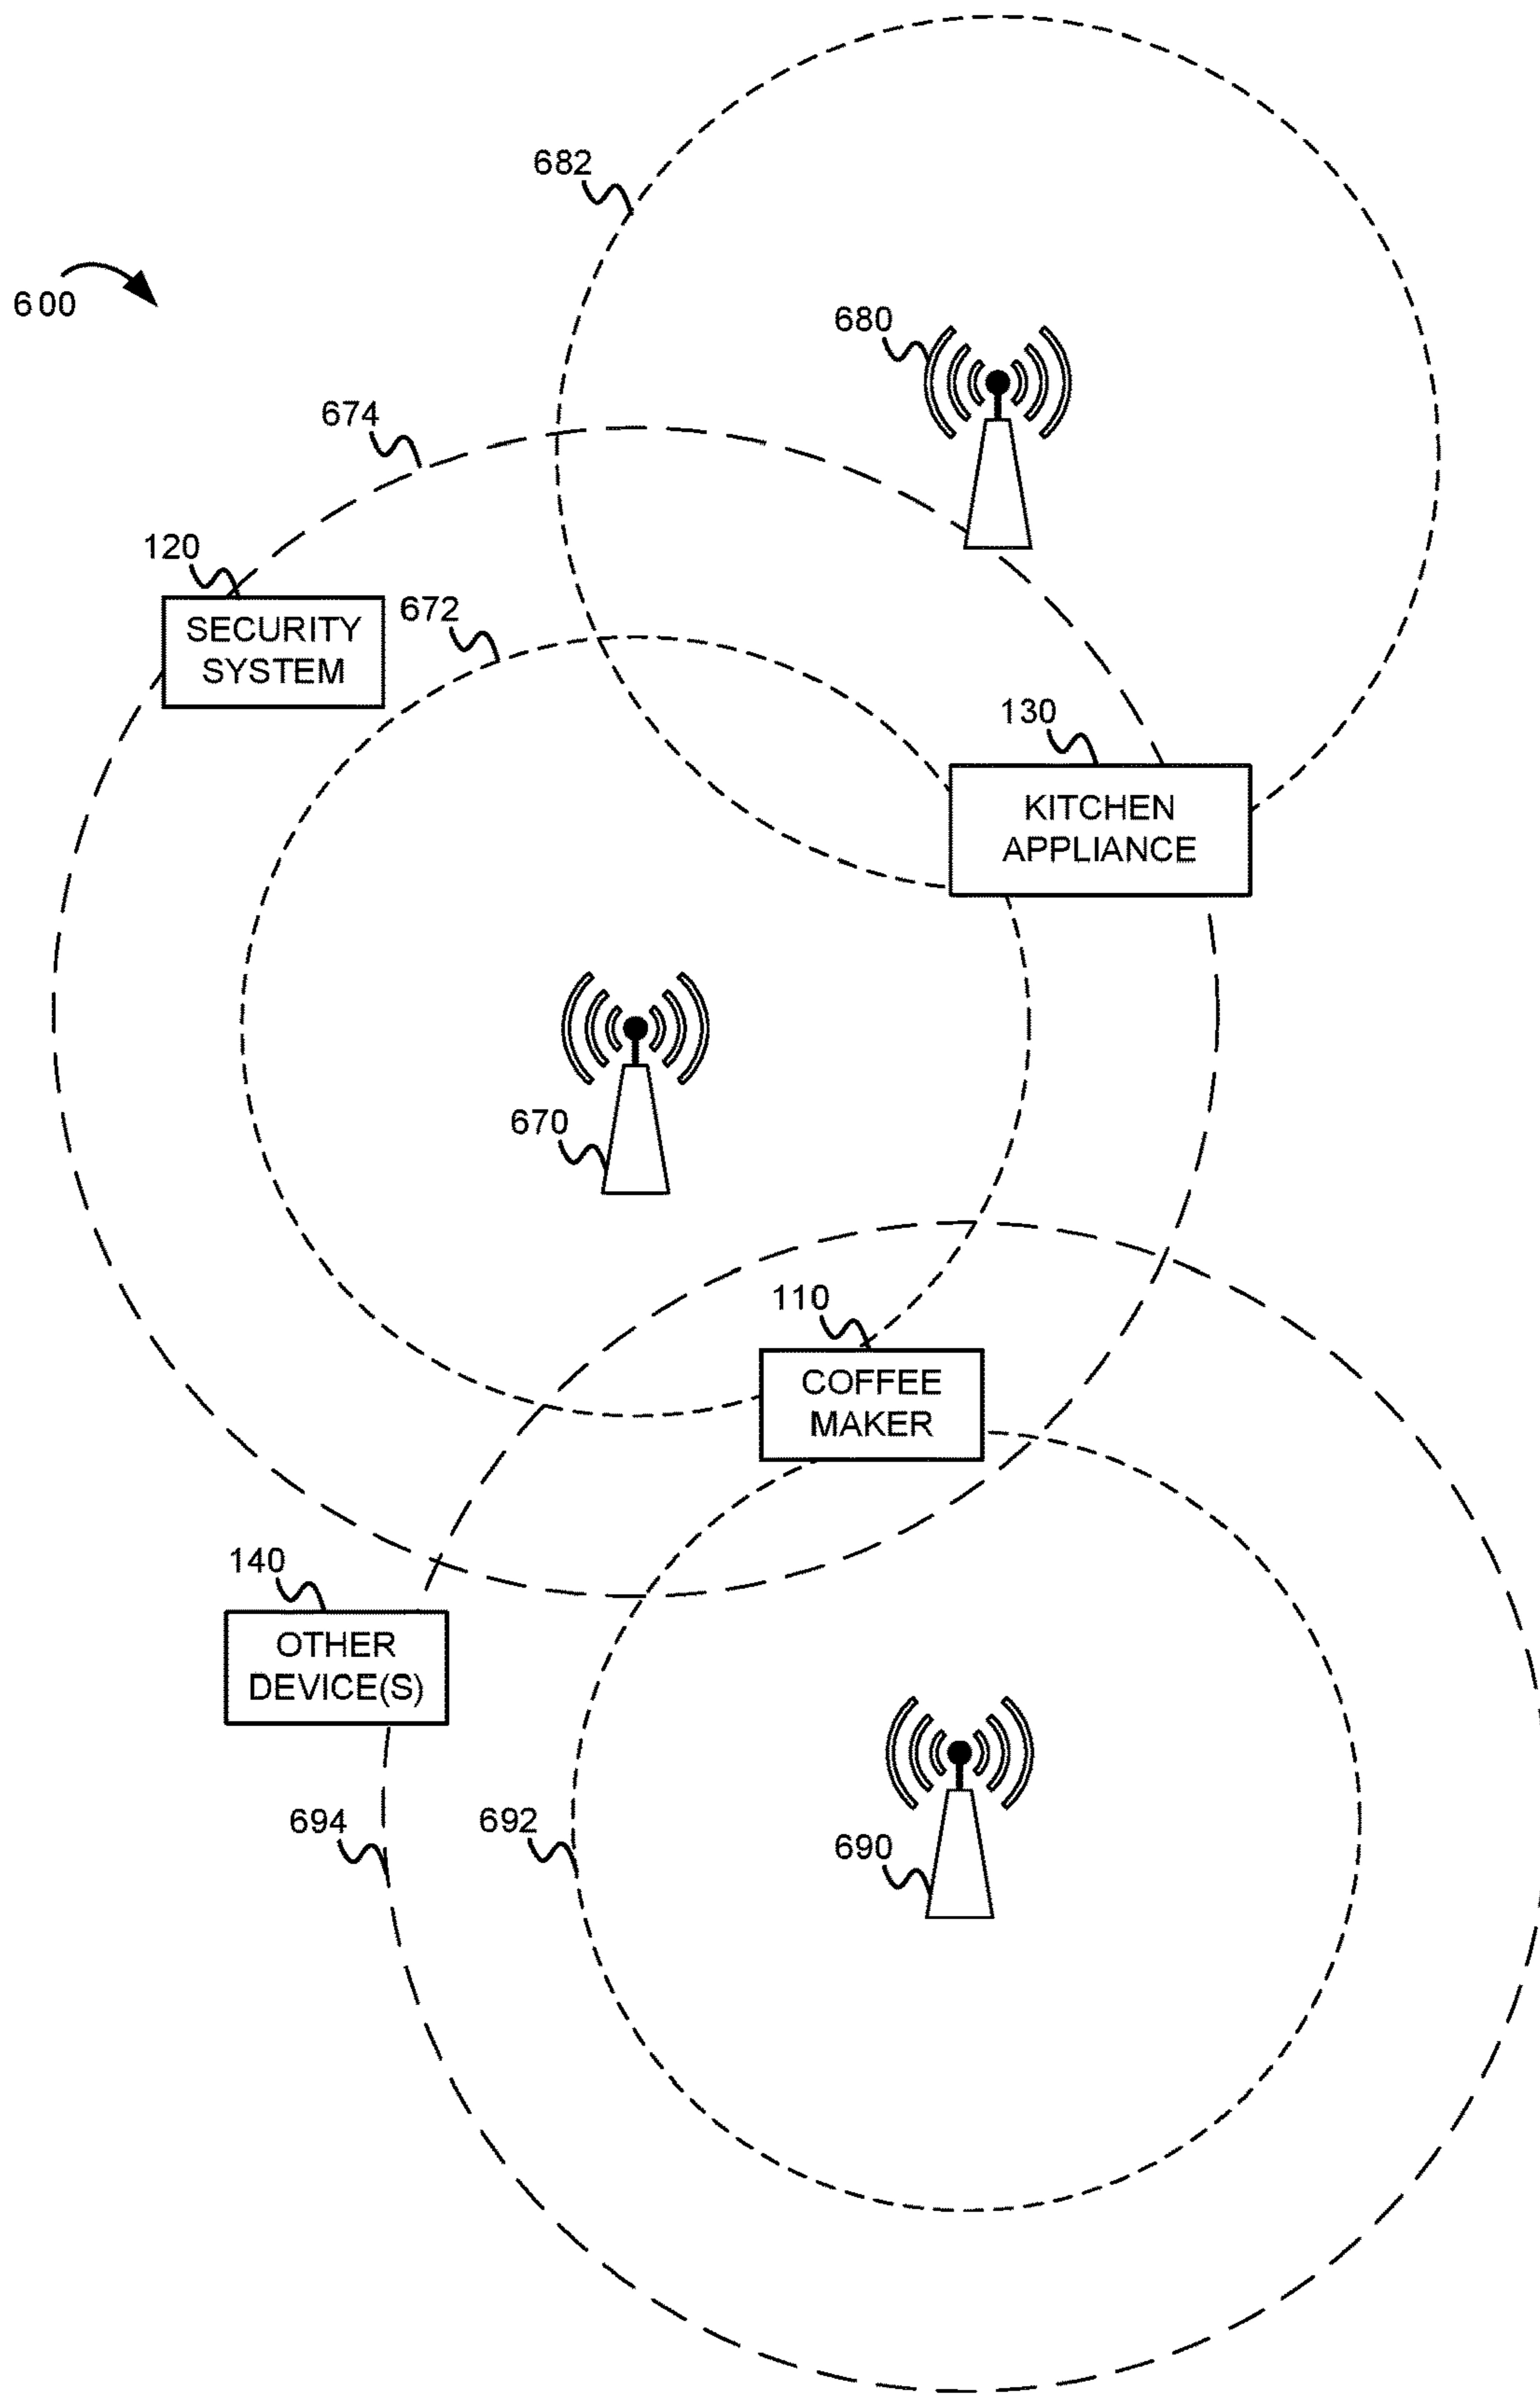 682
600
680
674
120
SECURITY
SYSTEM
672
130
KITCHEN
APPLIANCE
670
110
COFFEE
MAKER
140
OTHER
DEVICE(S)
694
692
690